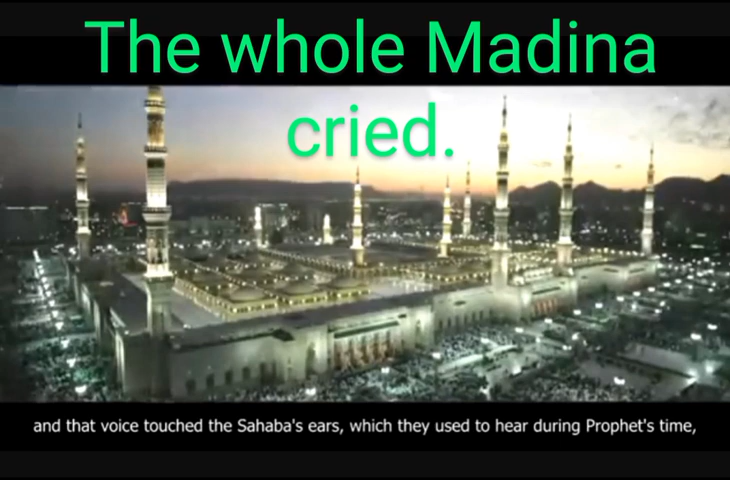 The whole Madina
cried.
and that voice touched the Sahaba's ears, which they used to hear during Prophet's time,